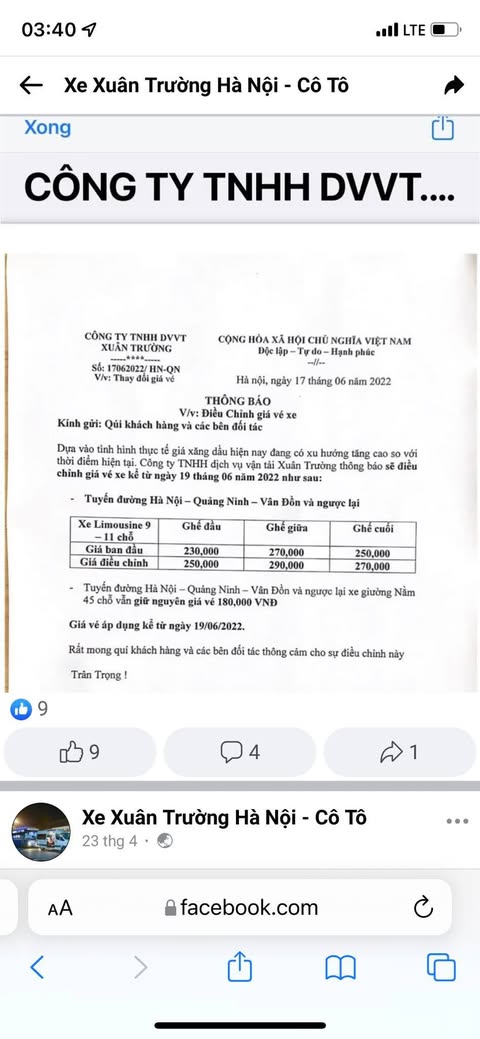 03:40
LTE
Xe Xuân Trường Hà Nội - Cô Tô
Xong
CÔNG TY TNHH DVVT....
CÔNG TY TNHH DVVT
XUÂN TRƯỜNG
-----****-----
Số: 17062022/ HN-QN
V/v: Thay đổi giá vé
CỘNG HÒA XÃ HỘI CHỦ NGHĨA VIỆT NAM
Độc lập – Tự do – Hạnh phúc
--//--
Hà nội, ngày 17 tháng 06 năm 2022
THÔNG BÁO
V/v: Điều Chỉnh giá vé xe
Kính gửi: Qúi khách hàng và các bên đối tác
Dựa vào tình hình thực tế giá xăng dầu hiện nay đang có xu hướng tăng cao so với
thời điểm hiện tại. Công ty TNHH dịch vụ vận tải Xuân Trường thông báo sẽ điều
chỉnh giá vé xe kể từ ngày 19 tháng 06 năm 2022 như sau:
- Tuyến đường Hà Nội – Quảng Ninh – Vân Đồn và ngược lại
Xe Limousine 9
– 11 chỗ
Ghế đầu
Ghế giữa
Ghế cuối
Giá ban đầu 230,000 270,000 250,000
Giá điều chỉnh 250,000 290,000 270,000
- Tuyến đường Hà Nội – Quảng Ninh – Vân Đồn và ngược lại xe giường Nằm
45 chỗ vẫn giữ nguyên giá vé 180,000 VNĐ
Giá vé áp dụng kể từ ngày 19/06/2022.
Rất mong quí khách hàng và các bên đối tác thông cảm cho sự điều chỉnh này
Trân Trọng !
9
9
4
1
Xe Xuân Trường Hà Nội - Cô Tô
23 thg 4 ·
AA
facebook.com